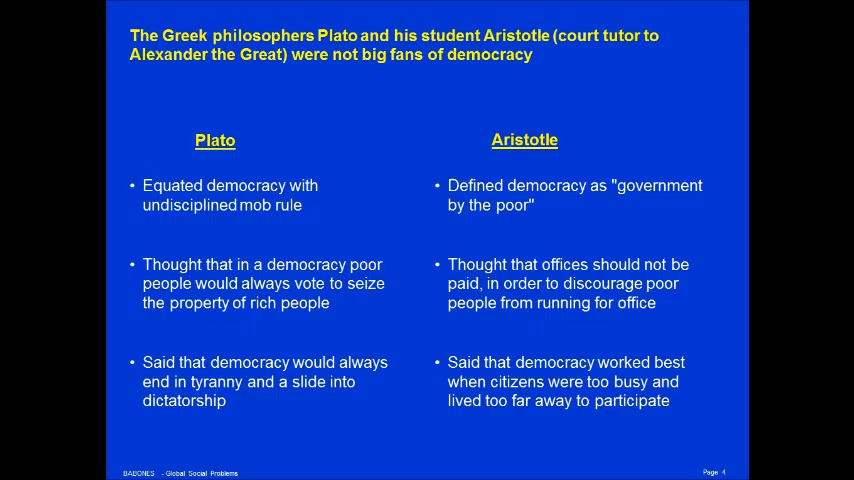 The Greek philosophers Plato and his student Aristotle (court tutor to
Alexander the Great) were not big fans of democracy
Plato
• Equated democracy with
undisciplined mob rule
• Thought that in a democracy poor
people would always vote to seize
the property of rich people
• Said that democracy would always
end in tyranny and a slide into
dictatorship
Aristotle
• Defined democracy as "government
by the poor"
• Thought that offices should not be
paid, in order to discourage poor
people from running for office
• Said that democracy worked best
when citizens were too busy and
lived too far away to participate
BABONES - Global Social Problems
Page 4